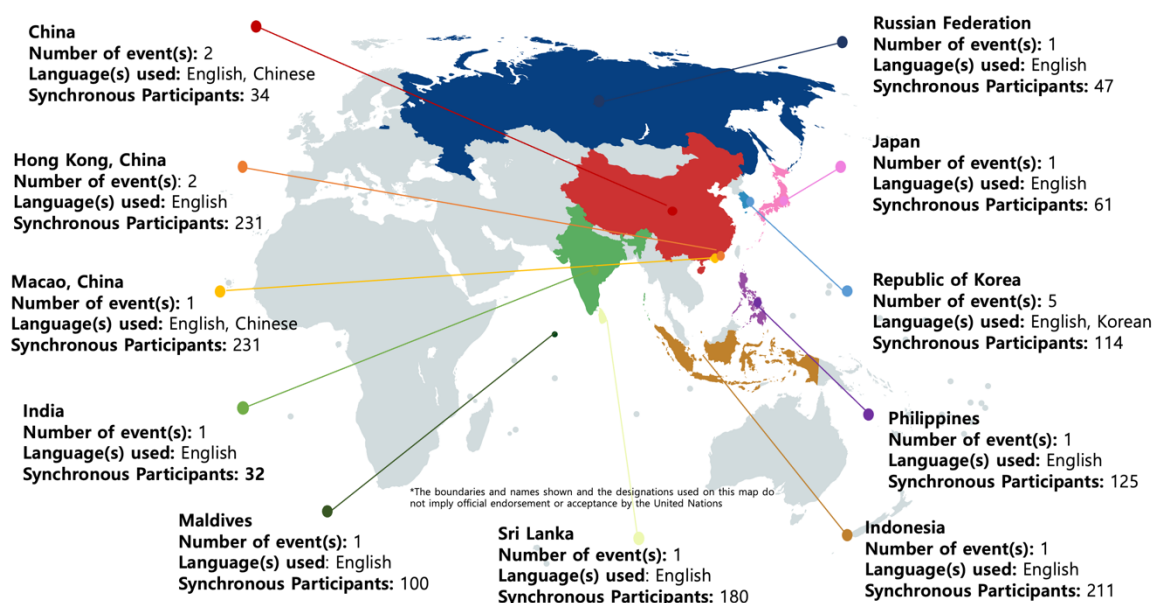 China
Number of event(s): 2
Language(s) used: English, Chinese
Synchronous Participants: 34
Hong Kong, China
Number of event(s): 2
Language(s) used: English
Synchronous Participants: 231
Macao, China
Number of event(s): 1
Language(s) used: English, Chinese
Synchronous Participants: 231
India
Number of event(s): 1
Language(s) used: English
Synchronous Participants: 32
Maldives
Number of event(s): 1
Language(s) used: English
Synchronous Participants: 100
*The boundaries and names shown and the designations used on this map do
not imply official endorsement or acceptance by the United Nations
Sri Lanka
Number of event(s): 1
Language(s) used: English
Synchronous Participants: 180
Russian Federation
Number of event(s): 1
Language(s) used: English
Synchronous Participants: 47
Japan
Number of event(s): 1
Language(s) used: English
Synchronous Participants: 61
Republic of Korea
Number of event(s): 5
Language(s) used: English, Korean
Synchronous Participants: 114
Philippines
Number of event(s): 1
Language(s) used: English
Synchronous Participants: 125
Indonesia
Number of event(s): 1
Language(s) used: English
Synchronous Participants: 211